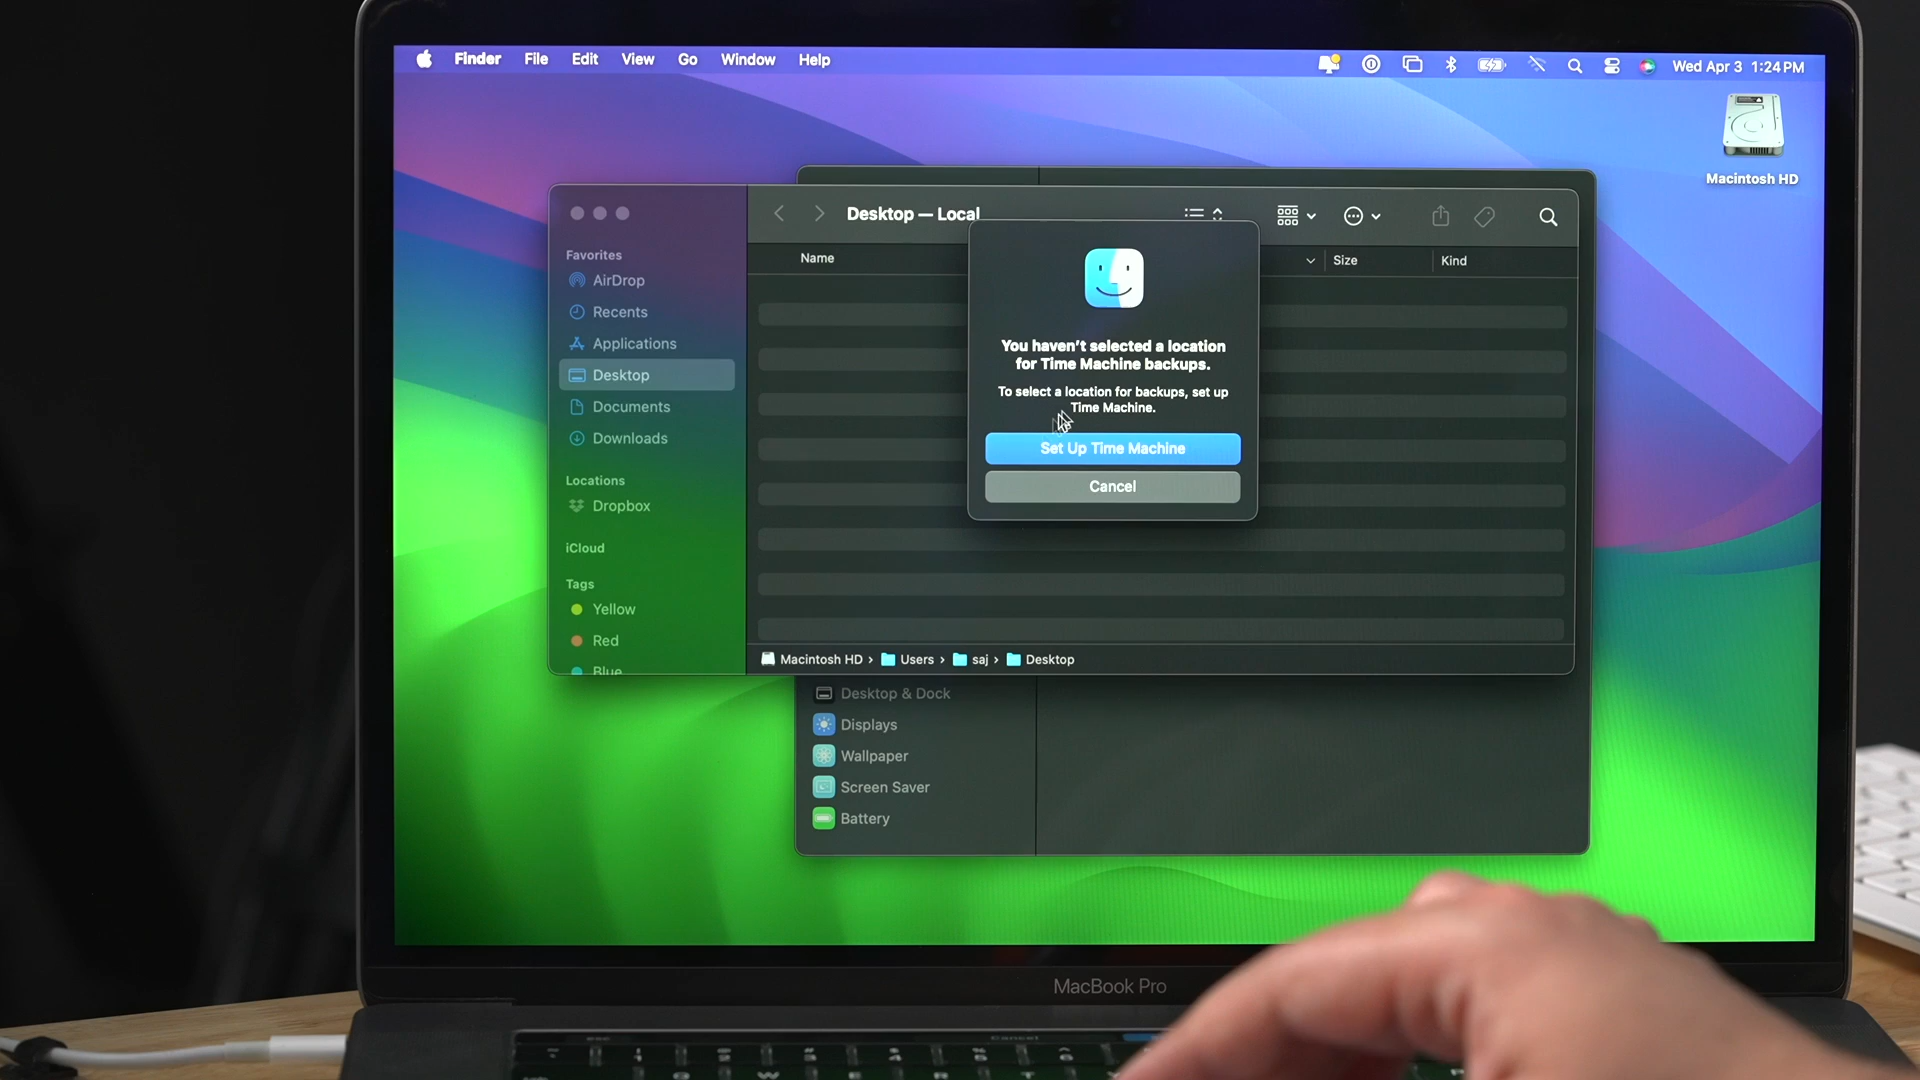 Finder File Edit View Go Window Help
Wed Apr 3 1:24 PM
Macintosh HD
Desktop — Local
Favorites
AirDrop
Recents
Applications
Desktop
Documents
Downloads
Locations
Dropbox
iCloud
Tags
Yellow
Red
Blue
Name
Size
Kind
You haven't selected a location
for Time Machine backups.
To select a location for backups, set up
Time Machine.
Set Up Time Machine
Cancel
Macintosh HD › Users › saj › Desktop
Desktop & Dock
Displays
Wallpaper
Screen Saver
Battery
MacBook Pro
esc
Cancel